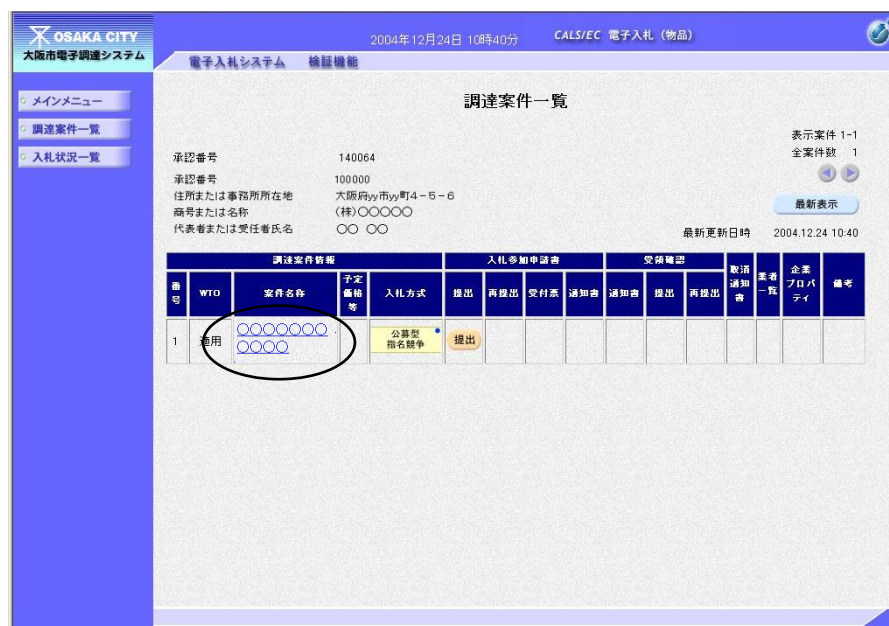 OSAKA CITY
大阪市電子調達システム
2004年12月24日 10時40分
CALS/EC 電子入札（物品）
電子入札システム 検証機能
メインメニュー
調達案件一覧
入札状況一覧
調達案件一覧
表示案件 1-1
全案件数 1
承認番号 140064
承認番号 100000
住所または事務所所在地 大阪府yy市yy町4-5-6
商号または名称 (株)○○○○○
代表者または受任者氏名 ○○ ○○
最新表示
最新更新日時 2004.12.24 10:40
調達案件情報 入札参加申請書 受領確認
番号 WTO 案件名称 予定価格等 入札方式 提出 再提出 受付票 通知書 通知書 提出 再提出 取消通知書 業者一覧 企業プロパティ 備考
1 適用 ○○○○○○○
○○○○
公募型
指名競争
提出